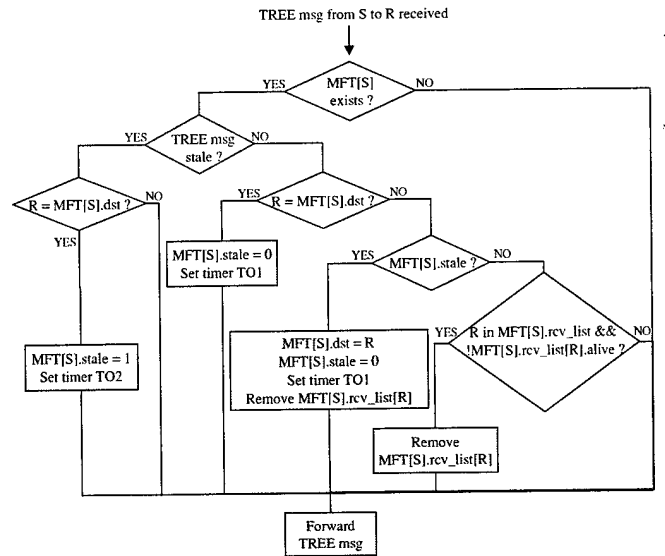 TREE msg from S to R received
YES
MFT[S]
exists ?
NO
YES
TREE msg
stale ?
NO
R = MFT[S].dst ?
NO
YES
YES
R = MFT[S].dst ?
NO
MFT[S].stale = 0
Set timer TO1
YES
MFT[S].stale ?
NO
MFT[S].stale = 1
Set timer TO2
MFT[S].dst = R
MFT[S].stale = 0
Set timer TO1
Remove MFT[S].rcv_list[R]
YES
R in MFT[S].rcv_list &&
!MFT[S].rcv_list[R].alive ?
NO
Remove
MFT[S].rcv_list[R]
Forward
TREE msg